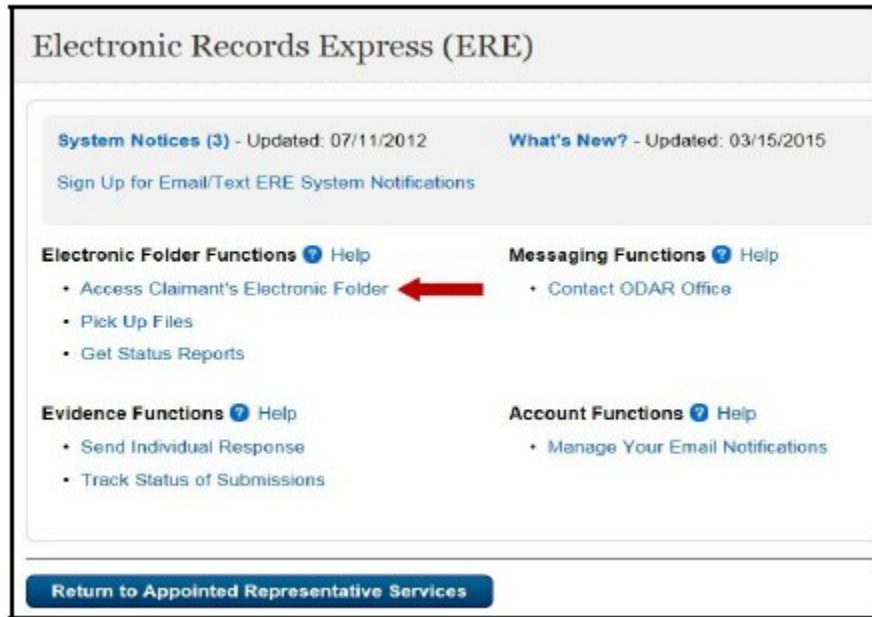 Electronic Records Express (ERE)
System Notices (3) - Updated: 07/11/2012
What's New? - Updated: 03/15/2015
Sign Up for Email/Text ERE System Notifications
Electronic Folder Functions ? Help
• Access Claimant's Electronic Folder
• Pick Up Files
• Get Status Reports
Messaging Functions ? Help
• Contact ODAR Office
Evidence Functions ? Help
• Send Individual Response
• Track Status of Submissions
Account Functions ? Help
• Manage Your Email Notifications
Return to Appointed Representative Services